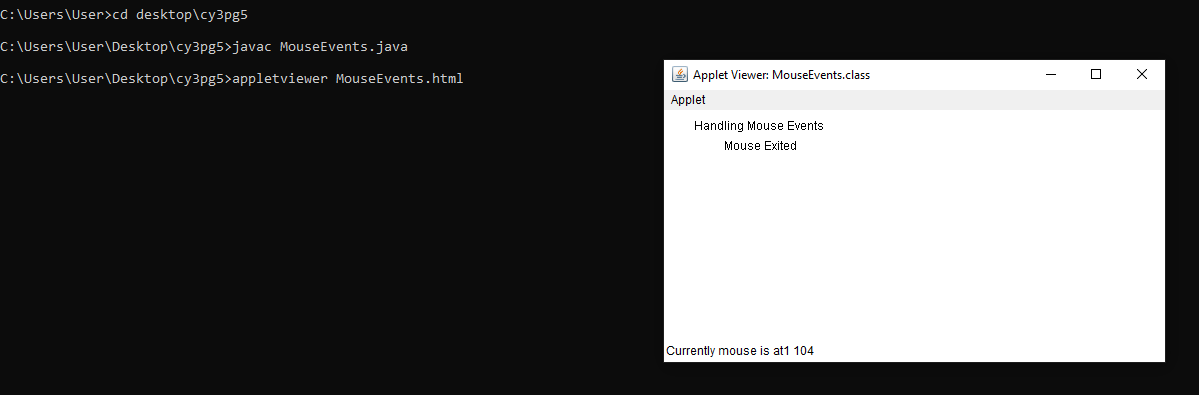 C:\Users\User>cd desktop\cy3pg5
C:\Users\User\Desktop\cy3pg5>javac MouseEvents.java
C:\Users\User\Desktop\cy3pg5>appletviewer MouseEvents.html
Applet Viewer: MouseEvents.class
Applet
Handling Mouse Events
Mouse Exited
Currently mouse is at1 104